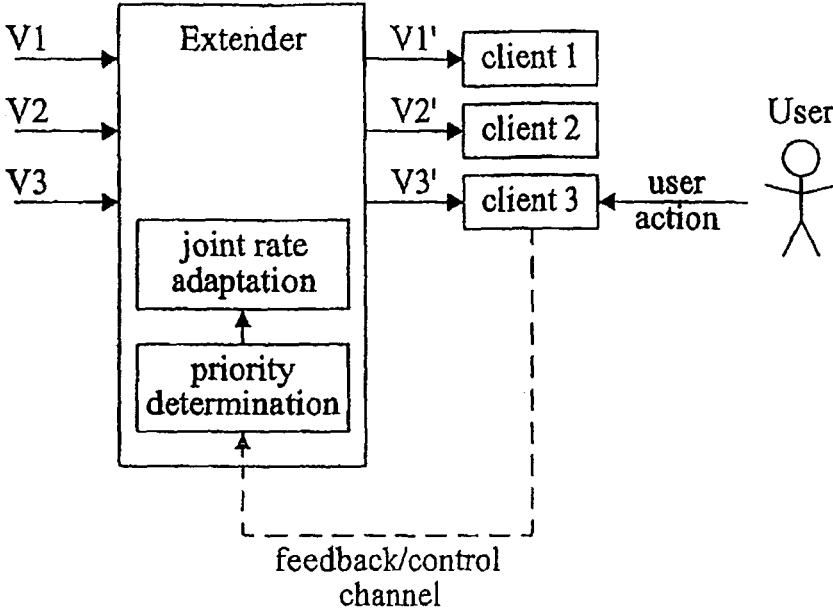 V1
Extender
V1'
client 1
V2
V2'
client 2
User
V3
V3'
client 3
user
action
joint rate
adaptation
priority
determination
feedback/control
channel